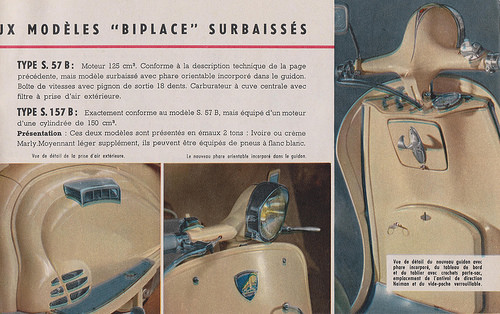 UX MODÈLES "BIPLACE" SURBAISSÉS
TYPE S. 57 B : Moteur 125 cm³. Conforme à la description technique de la page
précédente, mais modèle surbaissé avec phare orientable incorporé dans le guidon.
Boîte de vitesses avec pignon de sortie 18 dents. Carburateur à cuve centrale avec
filtre à prise d'air extérieure.
TYPE S. 157 B : Exactement conforme au modèle S. 57 B, mais équipé d'un moteur
d'une cylindrée de 150 cm³.
Présentation : Ces deux modèles sont présentés en émaux 2 tons : Ivoire ou crème
Marly. Moyennant léger supplément, ils peuvent être équipés de pneus à flanc blanc.
Vue de détail de la prise d'air extérieure.
Le nouveau phare orientable incorporé dans le guidon.
Vue de détail du nouveau guidon avec
phare incorporé, du tableau de bord
et du tablier avec crochets porte-sac,
emplacement de l'antivol de direction
Neiman et du vide-poche verrouillable.